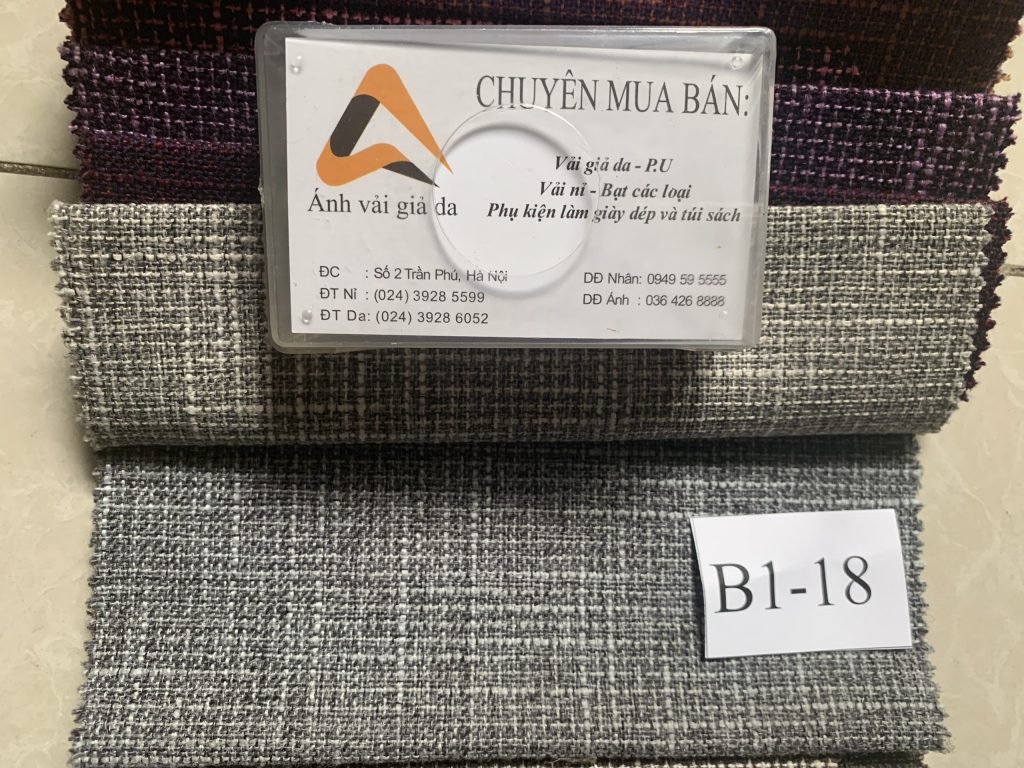 CHUYÊN MUA BÁN:
Vải giả da - P.U
Vải nỉ - Bạt các loại
Phụ kiện làm giày dép và túi sách
Ánh vải giả da
ĐC : Số 2 Trần Phú, Hà Nội
ĐT Nỉ : (024) 3928 5599
ĐT Da: (024) 3928 6052
DĐ Nhân: 0949 59 5555
DĐ Ánh : 036 426 8888
B1-18